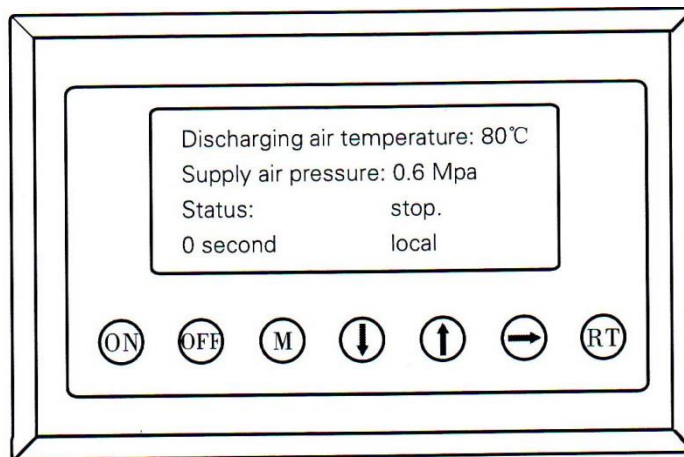 Discharging air temperature: 80℃
Supply air pressure: 0.6 Mpa
Status: stop.
0 second local
ON OFF M ↓ ↑ → RT